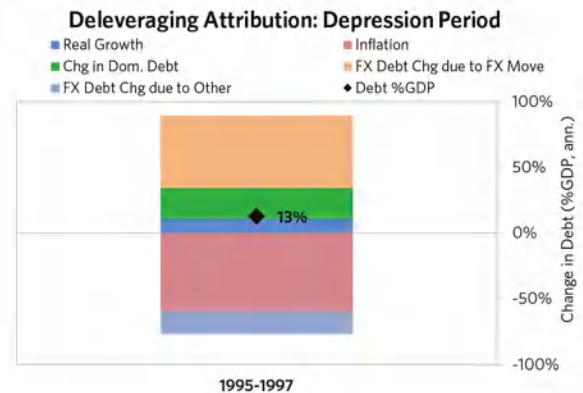 Deleveraging Attribution: Depression Period
Real Growth
Inflation
Chg in Dom. Debt
FX Debt Chg due to FX Move
FX Debt Chg due to Other
Debt %GDP
100%
50%
0%
-50%
-100%
Change in Debt (%GDP, ann.)
13%
1995-1997